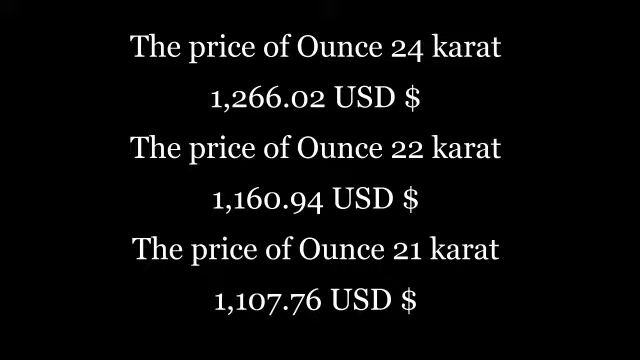 The price of Ounce 24 karat
1,266.02 USD $
The price of Ounce 22 karat
1,160.94 USD $
The price of Ounce 21 karat
1,107.76 USD $